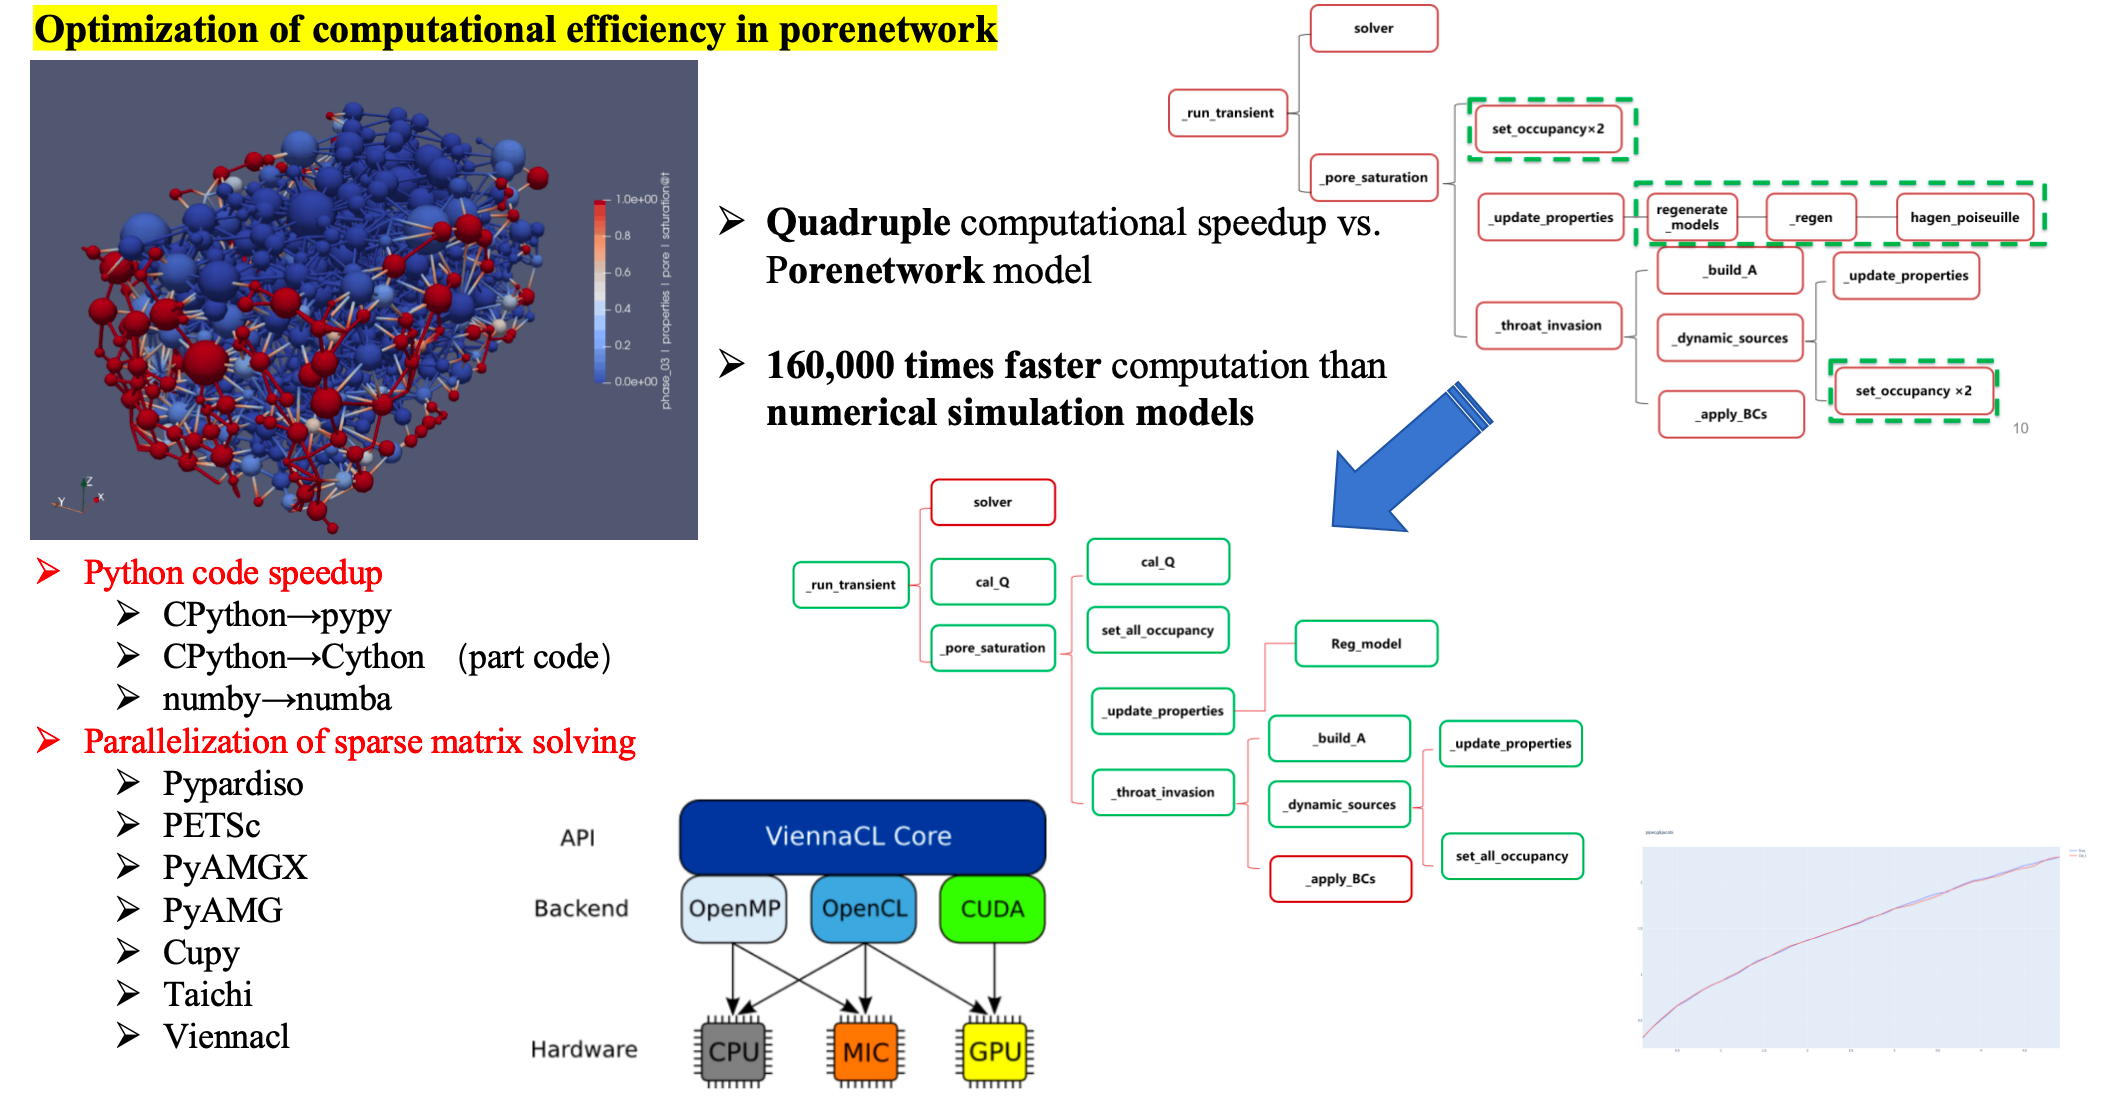 Optimization of computational efficiency in porenetwork
1.0e+00
0.8
0.6
0.4
0.2
0.0e+00
phase_03 | properties | pore | saturation@t
Z
Y
X
Quadruple computational speedup vs.
Porenetwork model
160,000 times faster computation than
numerical simulation models
solver
_run_transient
_pore_saturation
set_occupancy×2
_update_properties
regenerate
_models
_regen
hagen_poiseuille
_throat_invasion
_build_A
_dynamic_sources
_apply_BCs
_update_properties
set_occupancy ×2
10
Python code speedup
CPython→pypy
CPython→Cython （part code）
numby→numba
Parallelization of sparse matrix solving
Pypardiso
PETSc
PyAMGX
PyAMG
Cupy
Taichi
Viennacl
solver
_run_transient
cal_Q
_pore_saturation
cal_Q
set_all_occupancy
_update_properties
_throat_invasion
Reg_model
_build_A
_dynamic_sources
_apply_BCs
_update_properties
set_all_occupancy
API
ViennaCL Core
Backend
OpenMP
OpenCL
CUDA
Hardware
CPU
MIC
GPU